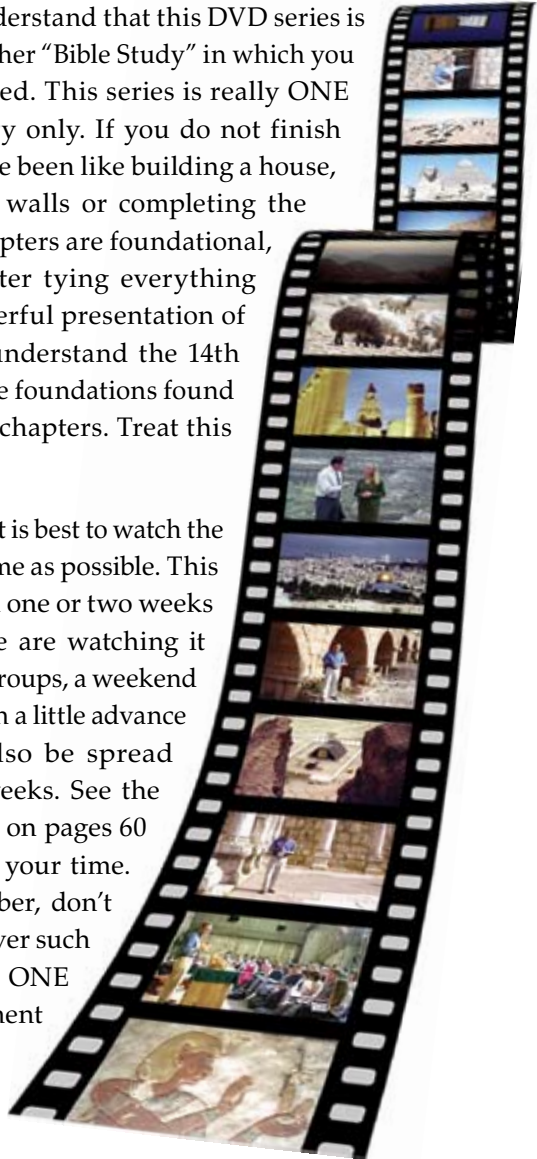 derstand that this DVD series is
her “Bible Study” in which you
ed. This series is really ONE
y only. If you do not finish
e been like building a house,
walls or completing the
pters are foundational,
ter tying everything
erful presentation of
understand the 14th
e foundations found
chapters. Treat this
t is best to watch the
me as possible. This
one or two weeks
e are watching it
roups, a weekend
h a little advance
lso be spread
eeks. See the
on pages 60
your time.
ber, don’t
ver such
ONE
ent